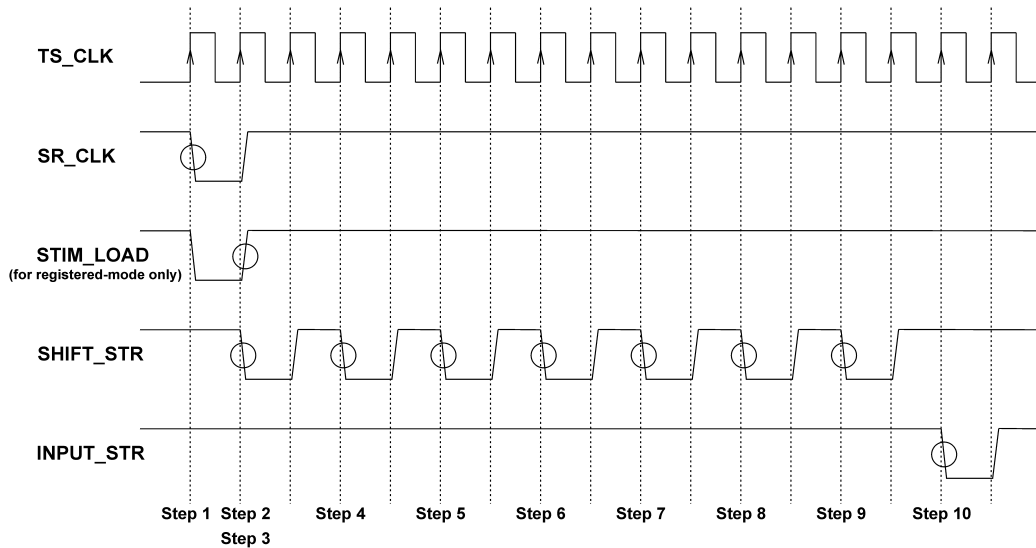 TS_CLK
SR_CLK
STIM_LOAD
(for registered-mode only)
SHIFT_STR
INPUT_STR
Step 1 Step 2 Step 4 Step 5 Step 6 Step 7 Step 8 Step 9 Step 10
Step 3